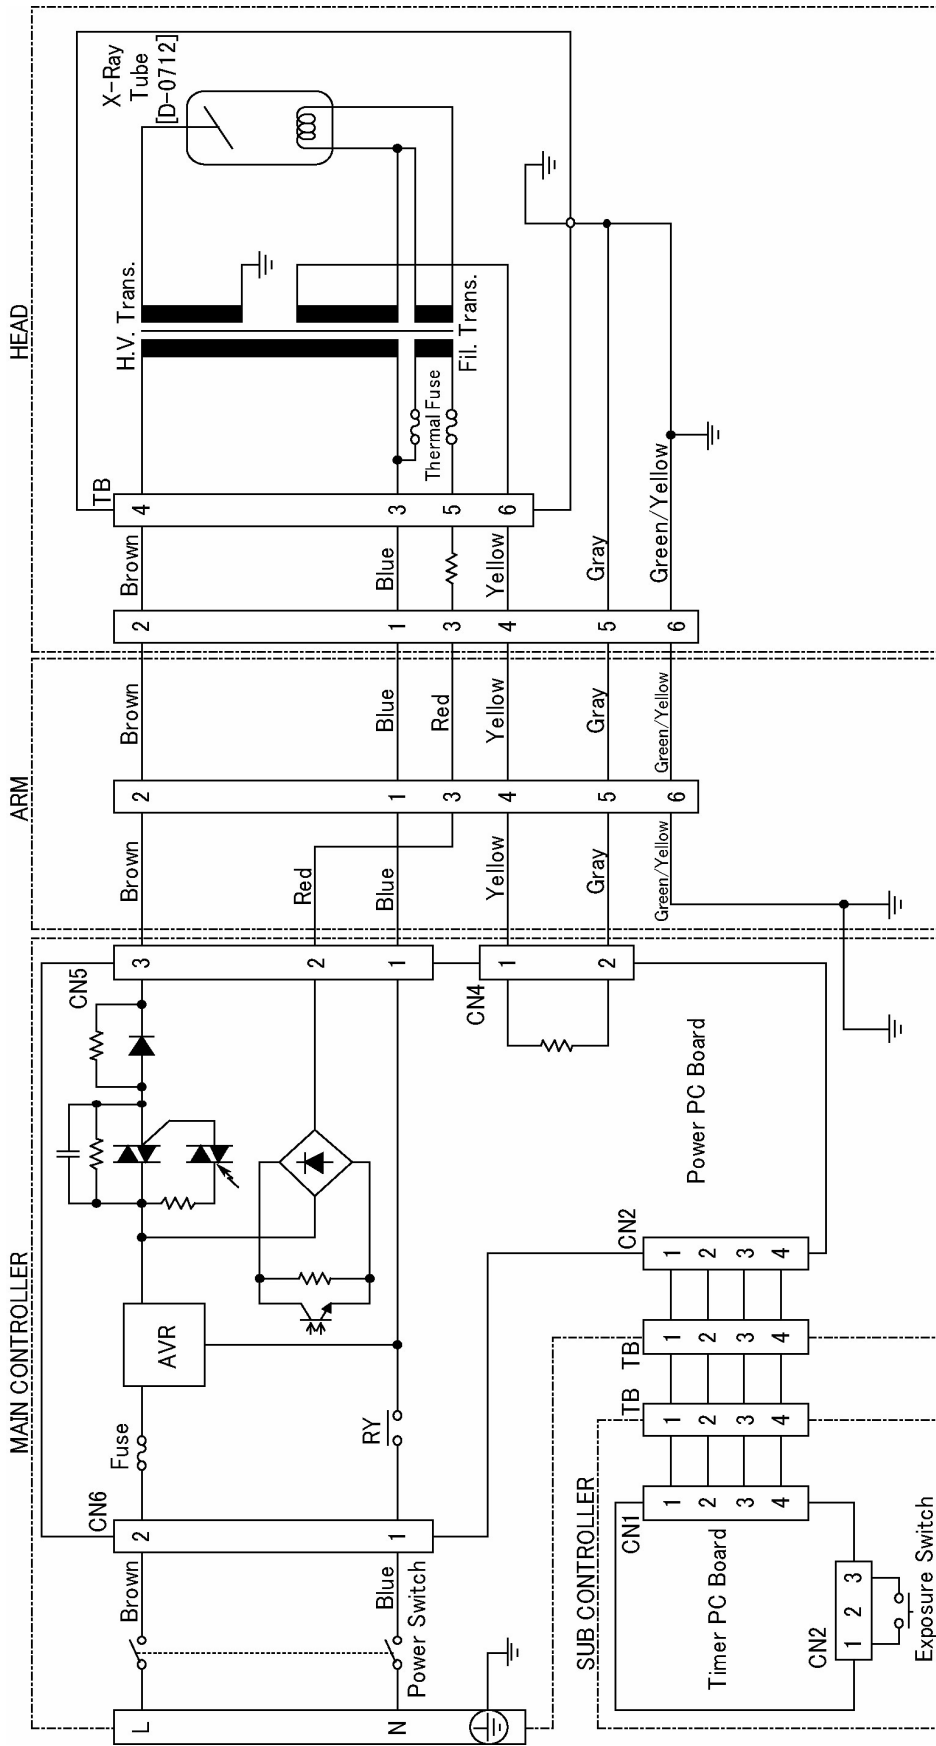 HEAD
X-Ray
Tube
[D-0712]
H.V. Trans.
Fil. Trans.
Thermal Fuse
TB
4
3
5
6
Brown
Blue
Yellow
Gray
Green/Yellow
2
1
3
4
5
6
ARM
Brown
Blue
Red
Yellow
Gray
Green/Yellow
2
1
3
4
5
6
Brown
Red
Blue
Yellow
Gray
Green/Yellow
MAIN CONTROLLER
CN5
3
2
1
CN4
1
2
Power PC Board
AVR
Fuse
RY
CN6
2
1
Brown
Blue
Power Switch
L
N
CN2
1
2
3
4
TB
1
2
3
4
SUB CONTROLLER
TB
1
2
3
4
CN1
1
2
3
4
Timer PC Board
CN2
1
2
3
Exposure Switch